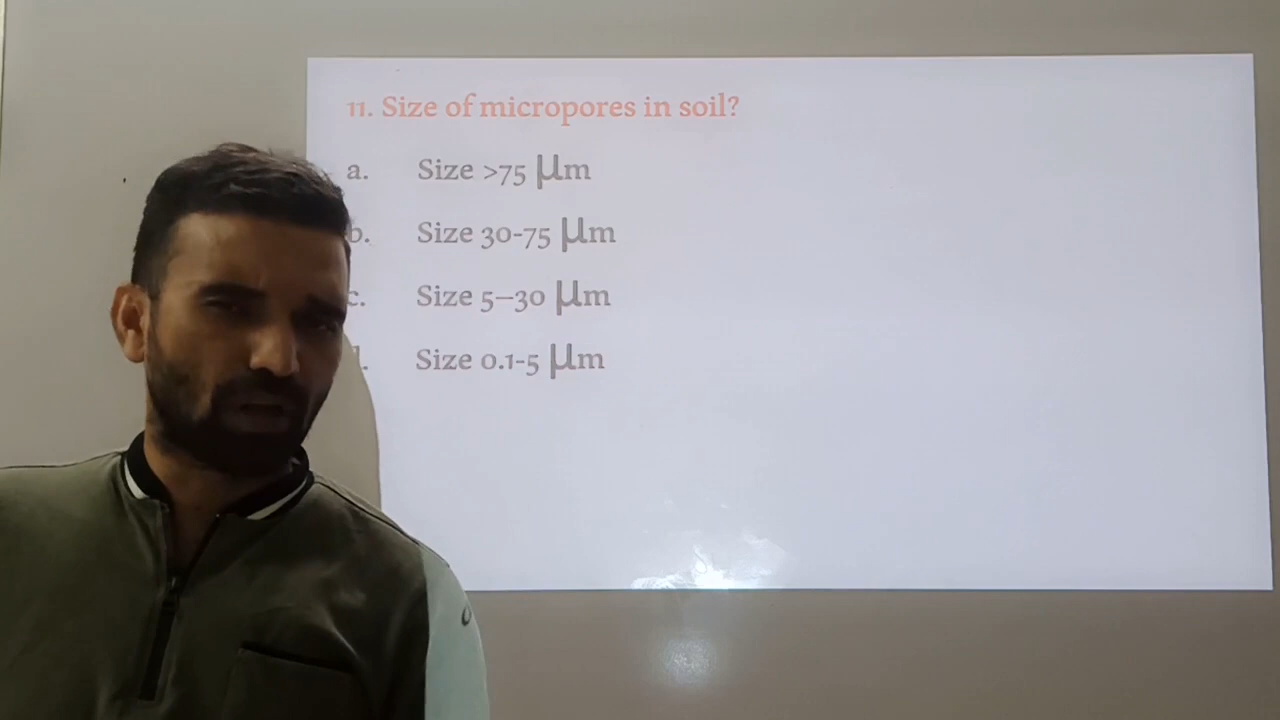 11. Size of micropores in soil?
a. Size >75 μm
b. Size 30-75 μm
c. Size 5–30 μm
Size 0.1-5 μm